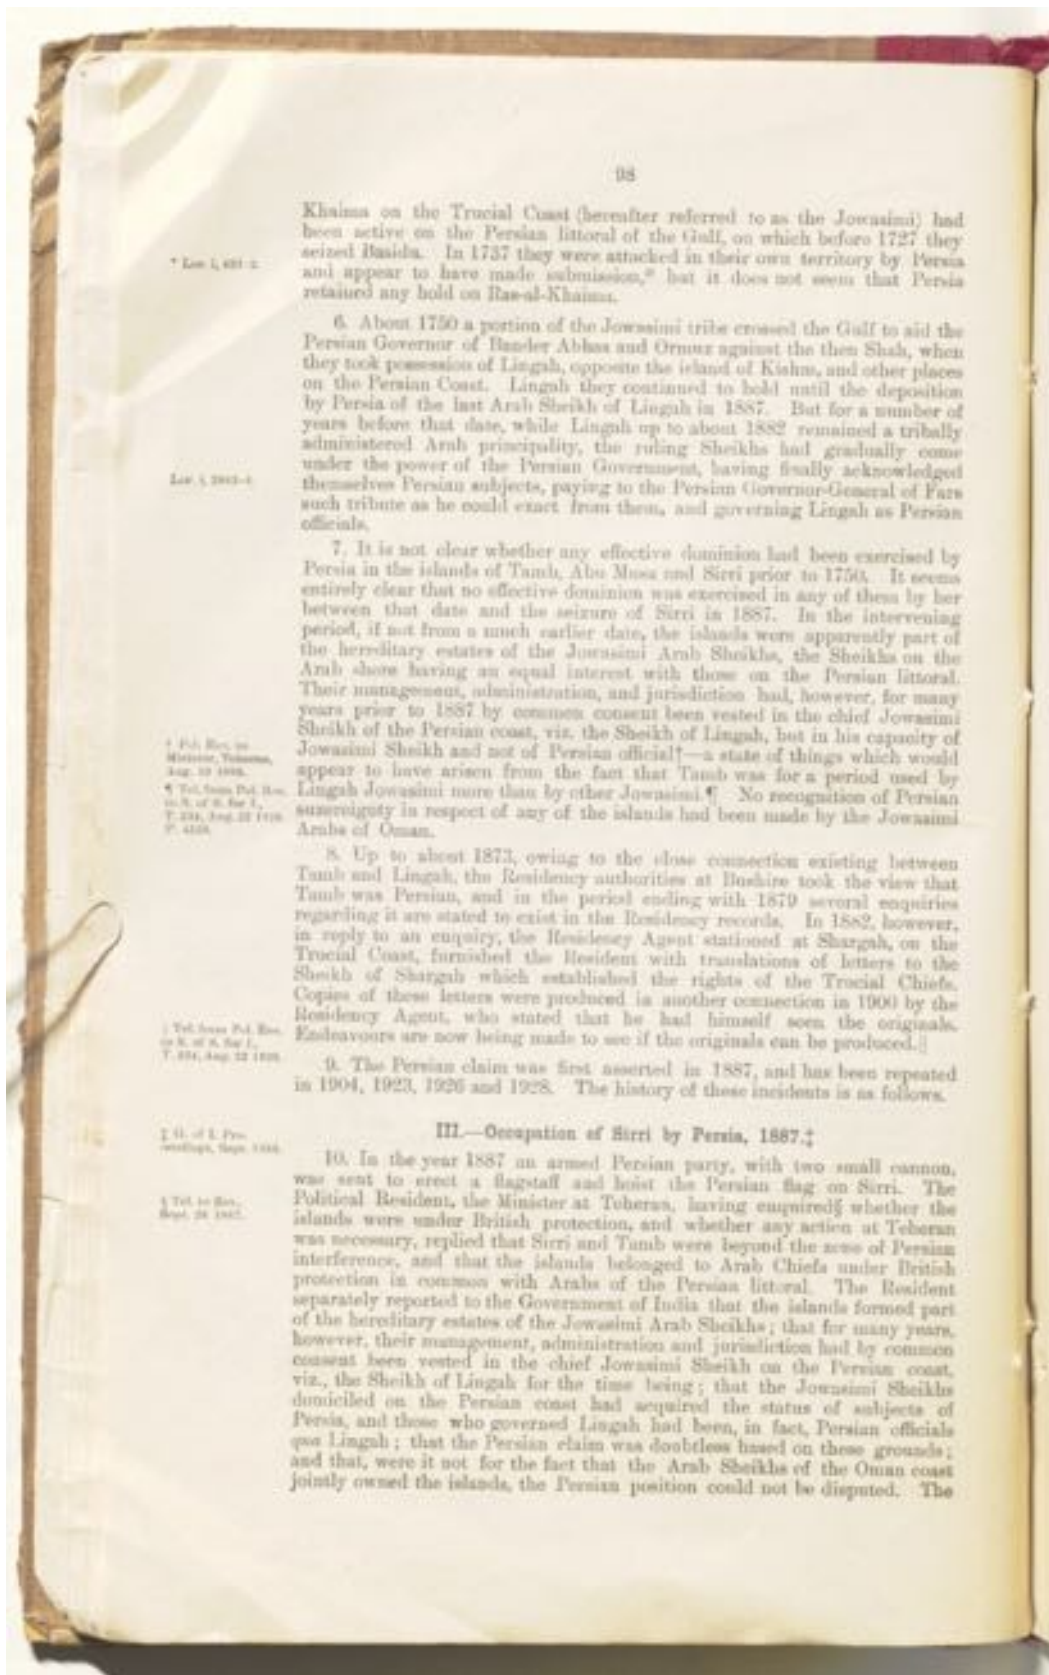 98
Khaima on the Trucial Coast (hereafter referred to as the Jowasimi) had
been active on the Persian littoral of the Gulf, on which before 1727 they
seized Basidu. In 1737 they were attacked in their own territory by Persia
and appear to have made submission,* but it does not seem that Persia
retained any hold on Ras-al-Khaima.
6. About 1750 a portion of the Jowasimi tribe crossed the Gulf to aid the
Persian Governor of Bander Abbas and Ormuz against the then Shah, when
they took possession of Lingah, opposite the island of Kishm, and other places
on the Persian Coast. Lingah they continued to hold until the deposition
by Persia of the last Arab Sheikh of Lingah in 1887. But for a number of
years before that date, while Lingah up to about 1882 remained a tribally
administered Arab principality, the ruling Sheikhs had gradually come
under the power of the Persian Government, having finally acknowledged
themselves Persian subjects, paying to the Persian Governor-General of Fars
such tribute as he could exact from them, and governing Lingah as Persian
officials.
7. It is not clear whether any effective dominion had been exercised by
Persia in the islands of Tamb, Abu Musa and Sirri prior to 1750. It seems
entirely clear that no effective dominion was exercised in any of them by her
between that date and the seizure of Sirri in 1887. In the intervening
period, if not from a much earlier date, the islands were apparently part of
the hereditary estates of the Jowasimi Arab Sheikhs, the Sheikhs on the
Arab shore having an equal interest with those on the Persian littoral.
Their management, administration, and jurisdiction had, however, for many
years prior to 1887 by common consent been vested in the chief Jowasimi
Sheikh of the Persian coast, viz. the Sheikh of Lingah, but in his capacity of
Jowasimi Sheikh and not of Persian official†—a state of things which would
appear to have arisen from the fact that Tamb was for a period used by
Lingah Jowasimi more than by other Jowasimi.¶ No recognition of Persian
suzereignty in respect of any of the islands had been made by the Jowasimi
Arabs of Oman.
8. Up to about 1873, owing to the close connection existing between
Tamb and Lingah, the Residency authorities at Bushire took the view that
Tamb was Persian, and in the period ending with 1879 several enquiries
regarding it are stated to exist in the Residency records. In 1882, however,
in reply to an enquiry, the Residency Agent stationed at Shargah, on the
Trucial Coast, furnished the Resident with translations of letters to the
Sheikh of Shargah which established the rights of the Trucial Chiefs.
Copies of these letters were produced in another connection in 1900 by the
Residency Agent, who stated that he had himself seen the originals.
Endeavours are now being made to see if the originals can be produced.||
9. The Persian claim was first asserted in 1887, and has been repeated
in 1904, 1923, 1926 and 1928. The history of these incidents is as follows.
III.—Occupation of Sirri by Persia, 1887.‡
10. In the year 1887 an armed Persian party, with two small cannon,
was sent to erect a flagstaff and hoist the Persian flag on Sirri. The
Political Resident, the Minister at Teheran, having enquired§ whether the
islands were under British protection, and whether any action at Teheran
was necessary, replied that Sirri and Tamb were beyond the zone of Persian
interference, and that the islands belonged to Arab Chiefs under British
protection in common with Arabs of the Persian littoral. The Resident
separately reported to the Government of India that the islands formed part
of the hereditary estates of the Jowasimi Arab Sheikhs; that for many years,
however, their management, administration and jurisdiction had by common
consent been vested in the chief Jowasimi Sheikh on the Persian coast,
viz., the Sheikh of Lingah for the time being; that the Jowasimi Sheikhs
domiciled on the Persian coast had acquired the status of subjects of
Persia, and those who governed Lingah had been, in fact, Persian officials
qua Lingah; that the Persian claim was doubtless based on these grounds;
and that, were it not for the fact that the Arab Sheikhs of the Oman coast
jointly owned the islands, the Persian position could not be disputed. The
* Lor. I,
Lor. I,
† Pol. Res. to
Minister, Teheran,
Aug.
¶ Tel. from Pol. Res.
to S. of S. for I.,
Tel. from Pol. Res.
to S. of S. for I.,
‡ G. of I. Pro-
ceedings, Sept.
§ Tel. to Res.,
Sept.